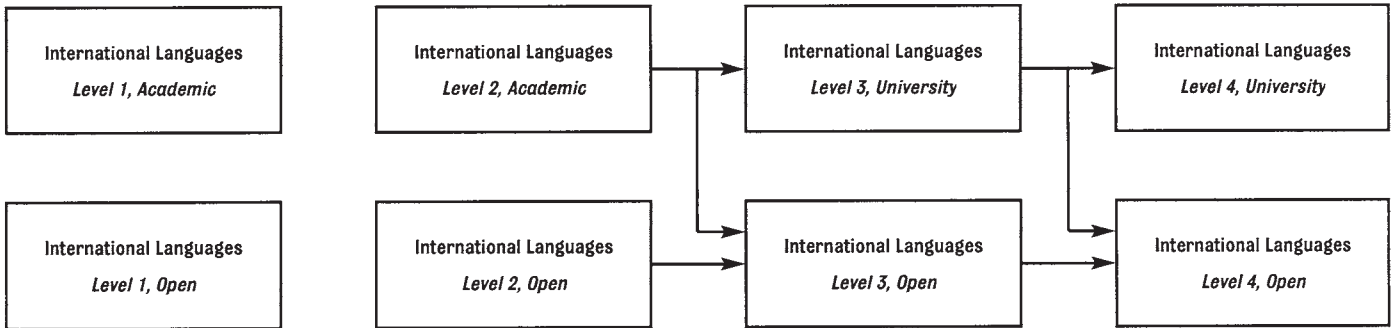 International Languages
Level 1, Academic
International Languages
Level 2, Academic
International Languages
Level 3, University
International Languages
Level 4, University
International Languages
Level 1, Open
International Languages
Level 2, Open
International Languages
Level 3, Open
International Languages
Level 4, Open